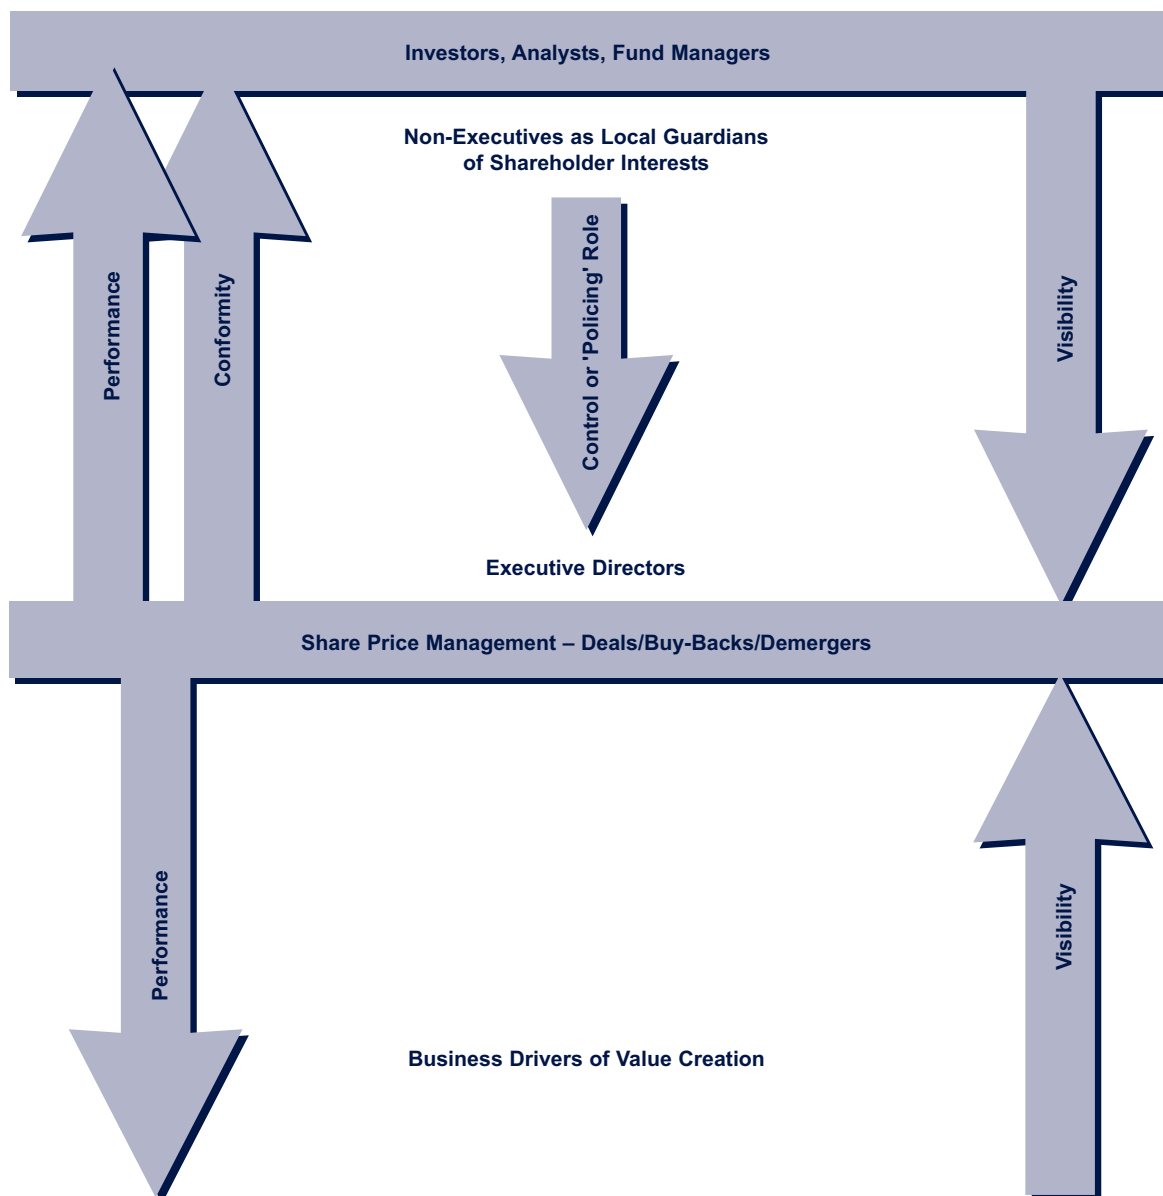 Investors, Analysts, Fund Managers
Non-Executives as Local Guardians
of Shareholder Interests
Performance
Conformity
Control or 'Policing' Role
Visibility
Executive Directors
Share Price Management – Deals/Buy-Backs/Demergers
Performance
Visibility
Business Drivers of Value Creation